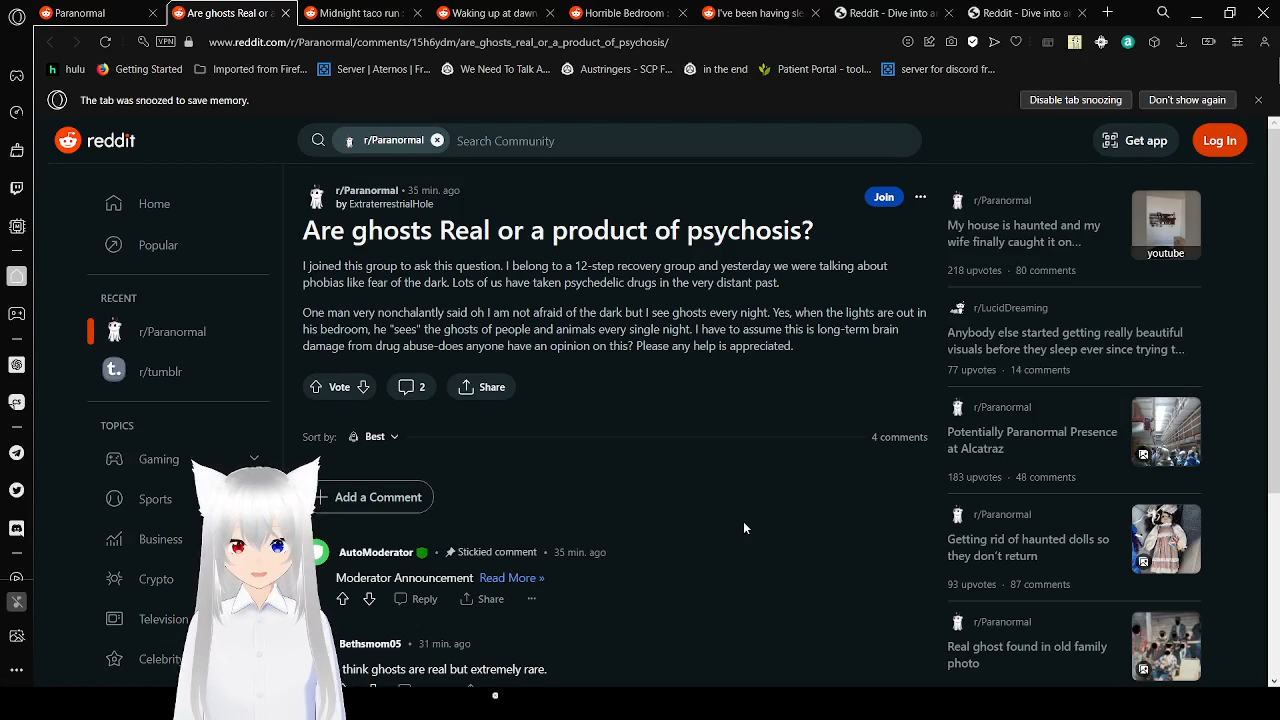 Paranormal
Are ghosts Real or a
Midnight taco run :
Waking up at dawn
Horrible Bedroom :
I've been having sle
Reddit - Dive into an
Reddit - Dive into an
VPN
www.reddit.com/r/Paranormal/comments/15h6ydm/are_ghosts_real_or_a_product_of_psychosis/
hulu
Getting Started
Imported from Firef...
Server | Aternos | Fr...
We Need To Talk A...
Austringers - SCP F...
in the end
Patient Portal - tool...
server for discord fr...
The tab was snoozed to save memory.
Disable tab snoozing
Don't show again
reddit
r/Paranormal
Search Community
Get app
Log In
Home
Popular
RECENT
r/Paranormal
r/tumblr
TOPICS
Gaming
Sports
Business
Crypto
Television
Celebrity
r/Paranormal • 35 min. ago
by ExtraterrestrialHole
Join
Are ghosts Real or a product of psychosis?
I joined this group to ask this question. I belong to a 12-step recovery group and yesterday we were talking about
phobias like fear of the dark. Lots of us have taken psychedelic drugs in the very distant past.
One man very nonchalantly said oh I am not afraid of the dark but I see ghosts every night. Yes, when the lights are out in
his bedroom, he "sees" the ghosts of people and animals every single night. I have to assume this is long-term brain
damage from drug abuse-does anyone have an opinion on this? Please any help is appreciated.
Vote
2
Share
Sort by:
Best
4 comments
Add a Comment
AutoModerator • Stickied comment • 35 min. ago
Moderator Announcement Read More »
Reply
Share
Bethsmom05 • 31 min. ago
think ghosts are real but extremely rare.
r/Paranormal
My house is haunted and my
wife finally caught it on...
youtube
218 upvotes • 80 comments
r/LucidDreaming
Anybody else started getting really beautiful
visuals before they sleep ever since trying t...
77 upvotes • 14 comments
r/Paranormal
Potentially Paranormal Presence
at Alcatraz
183 upvotes • 48 comments
r/Paranormal
Getting rid of haunted dolls so
they don't return
93 upvotes • 87 comments
r/Paranormal
Real ghost found in old family
photo